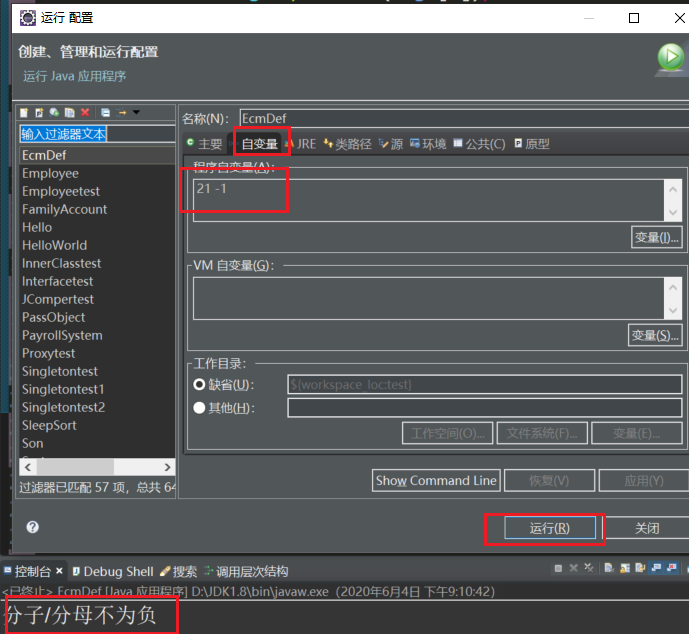 运行 配置
创建、管理和运行配置
运行 Java 应用程序
名称(N): EcmDef
输入过滤器文本
主要 自变量 JRE 类路径 源 环境 公共(C) 原型
EcmDef
Employee
Employeetest
FamilyAccount
Hello
HelloWorld
InnerClasstest
Interfacetest
JCompertest
PassObject
PayrollSystem
Proxytest
Singletontest
Singletontest1
Singletontest2
SleepSort
Son
过滤器已匹配 57 项，总共 64
程序自变量(A):
21 -1
变量(I)...
VM 自变量(G):
变量(S)...
工作目录:
缺省(U):
${workspace_loc:test}
其他(H):
工作空间(O)... 文件系统(F)... 变量(E)...
Show Command Line 恢复(V) 应用(Y)
运行(R) 关闭
控制台 Debug Shell 搜索 调用层次结构
<已终止> EcmDef [Java 应用程序] D:\JDK1.8\bin\javaw.exe（2020年6月4日 下午9:10:42）
分子/分母不为负